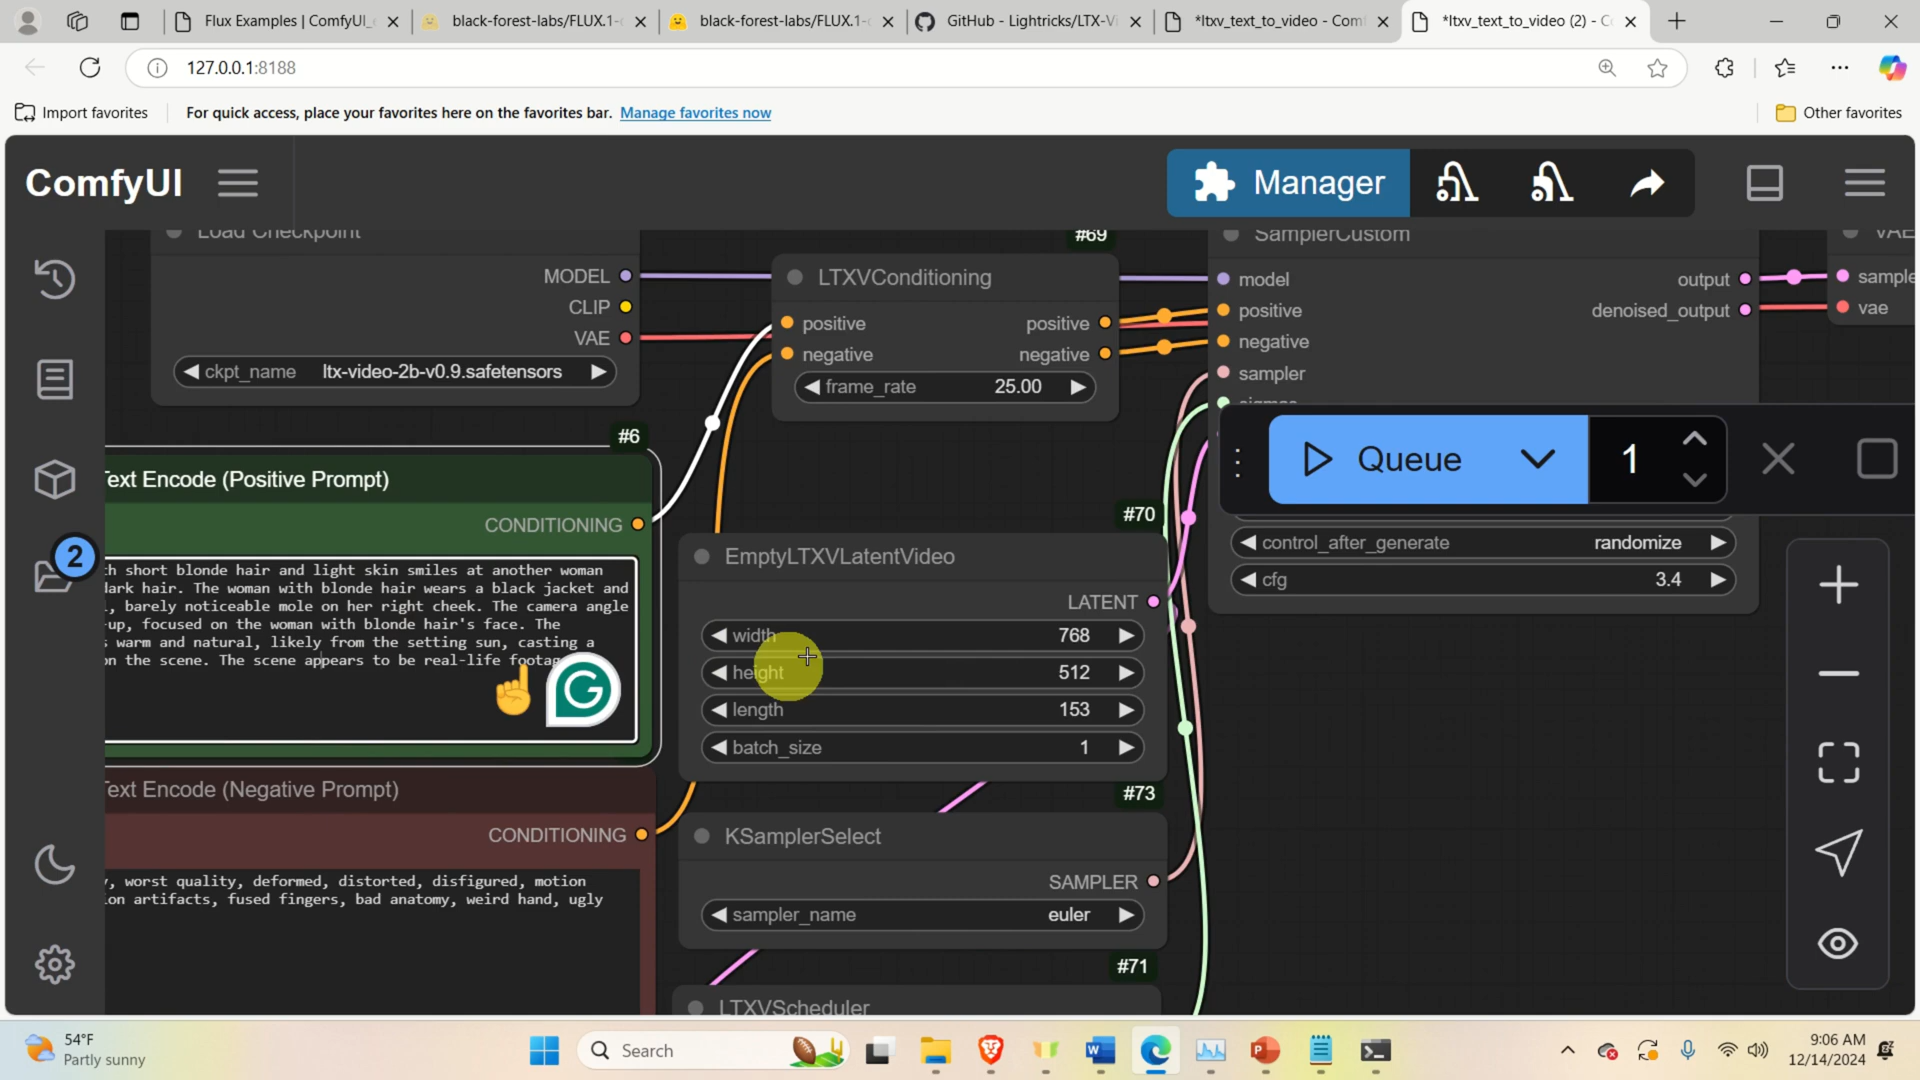 Flux Examples | ComfyUI_
black-forest-labs/FLUX.1-
black-forest-labs/FLUX.1-
GitHub - Lightricks/LTX-Vi
*ltxv_text_to_video - Com
*ltxv_text_to_video (2) - C
127.0.0.1:8188
Import favorites
For quick access, place your favorites here on the favorites bar. Manage favorites now
Other favorites
ComfyUI
Manager
Load Checkpoint
#69
SamplerCustom
VAE
MODEL
CLIP
VAE
ckpt_name ltx-video-2b-v0.9.safetensors
LTXVConditioning
positive positive
negative negative
frame_rate 25.00
model output
positive denoised_output
negative
sampler
sigmas
sample
vae
Queue 1
#6
Text Encode (Positive Prompt)
CONDITIONING
th short blonde hair and light skin smiles at another woman
dark hair. The woman with blonde hair wears a black jacket and
, barely noticeable mole on her right cheek. The camera angle
-up, focused on the woman with blonde hair's face. The
warm and natural, likely from the setting sun, casting a
on the scene. The scene appears to be real-life footag
#70
EmptyLTXVLatentVideo
LATENT
width 768
height 512
length 153
batch_size 1
control_after_generate randomize
cfg 3.4
2
Text Encode (Negative Prompt)
CONDITIONING
, worst quality, deformed, distorted, disfigured, motion
on artifacts, fused fingers, bad anatomy, weird hand, ugly
#73
KSamplerSelect
SAMPLER
sampler_name euler
#71
LTXVScheduler
54°F
Partly sunny
Search
9:06 AM
12/14/2024